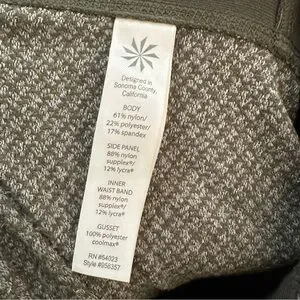 Designed in
Sonoma County,
California
BODY
61% nylon/
22% polyester/
17% spandex
SIDE PANEL
88% nylon
supplex®/
12% lycra®
INNER
WAIST BAND
88% nylon
supplex®/
12% lycra®
GUSSET
100% polyester
coolmax®
RN #54023
Style #956357